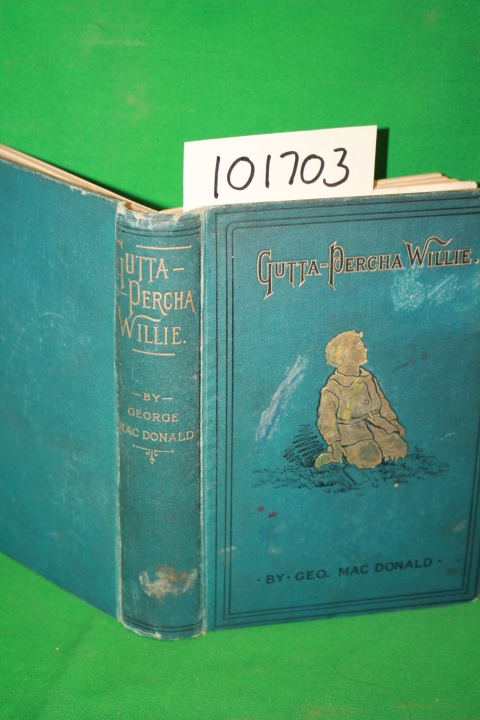 101703
GUTTA-PERCHA WILLIE.
BY GEO. MAC DONALD
GUTTA-
-PERCHA
WILLIE.
-BY-
GEORGE
MAC DONALD